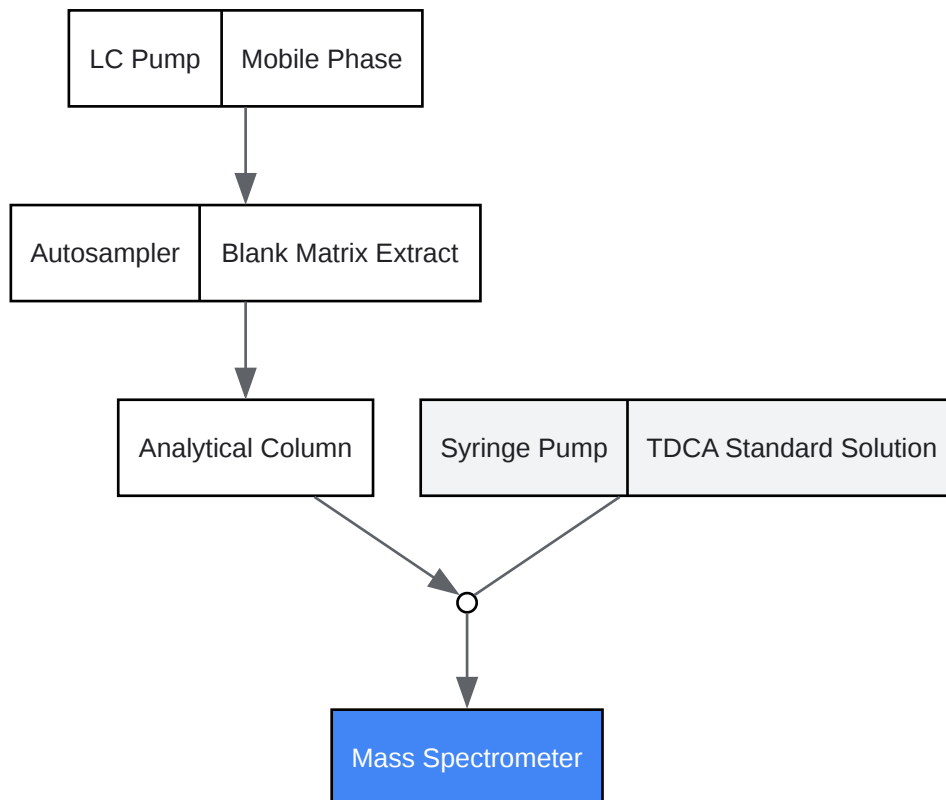 LC Pump
Mobile Phase
Autosampler
Blank Matrix Extract
Analytical Column
Syringe Pump
TDCA Standard Solution
Mass Spectrometer